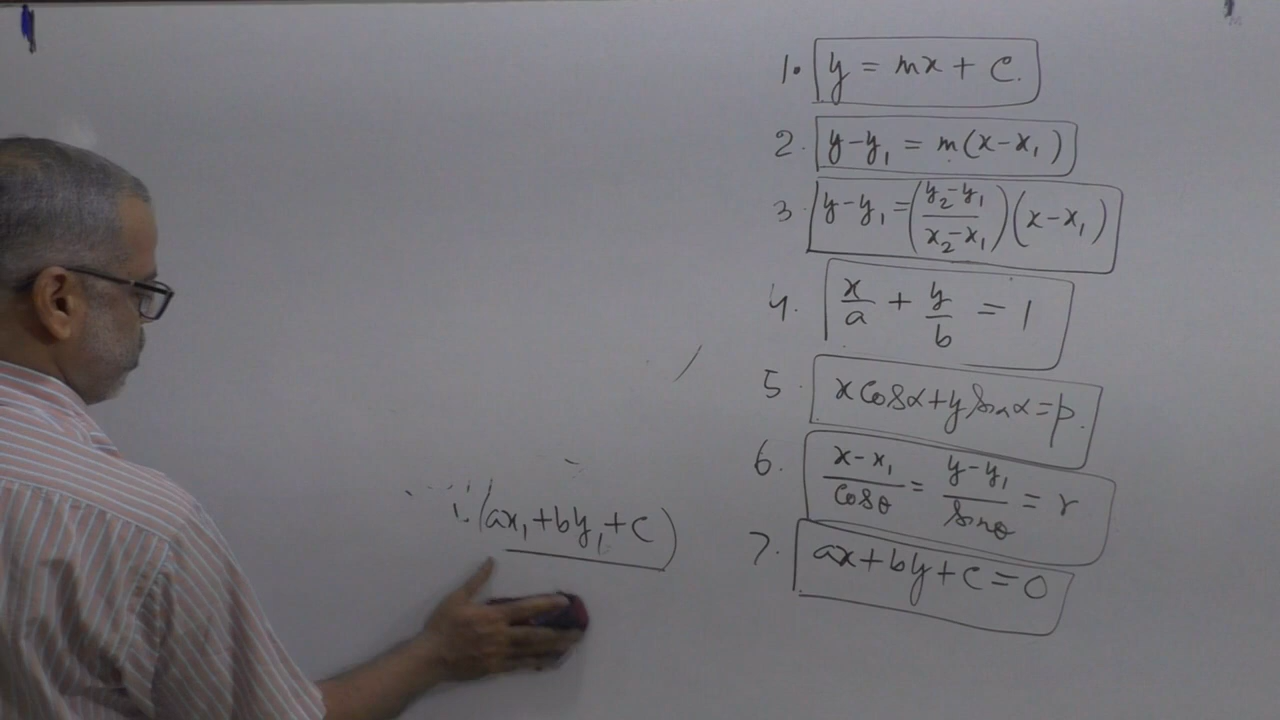 1. y = mx + c.
2. y-y₁ = m(x-x₁)
3. y-y₁ = (y₂-y₁/x₂-x₁)(x-x₁)
4. x/a + y/b = 1
5. x cosα + y sinα = p.
6. x-x₁/cosθ = y-y₁/sinθ = r
(ax₁+by₁+c)
7. ax+by+c=0